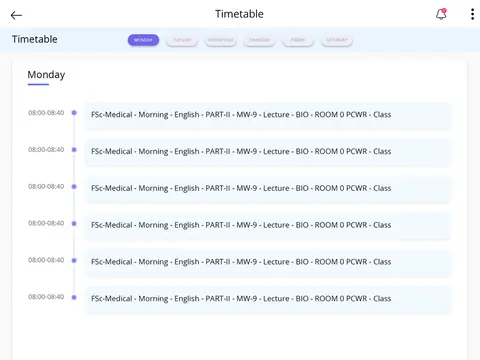 Timetable
Timetable
MONDAY TUESDAY WEDNESDAY THURSDAY FRIDAY SATURDAY
Monday
08:00-08:40 FSc-Medical - Morning - English - PART-II - MW-9 - Lecture - BIO - ROOM 0 PCWR - Class
08:00-08:40 FSc-Medical - Morning - English - PART-II - MW-9 - Lecture - BIO - ROOM 0 PCWR - Class
08:00-08:40 FSc-Medical - Morning - English - PART-II - MW-9 - Lecture - BIO - ROOM 0 PCWR - Class
08:00-08:40 FSc-Medical - Morning - English - PART-II - MW-9 - Lecture - BIO - ROOM 0 PCWR - Class
08:00-08:40 FSc-Medical - Morning - English - PART-II - MW-9 - Lecture - BIO - ROOM 0 PCWR - Class
08:00-08:40 FSc-Medical - Morning - English - PART-II - MW-9 - Lecture - BIO - ROOM 0 PCWR - Class